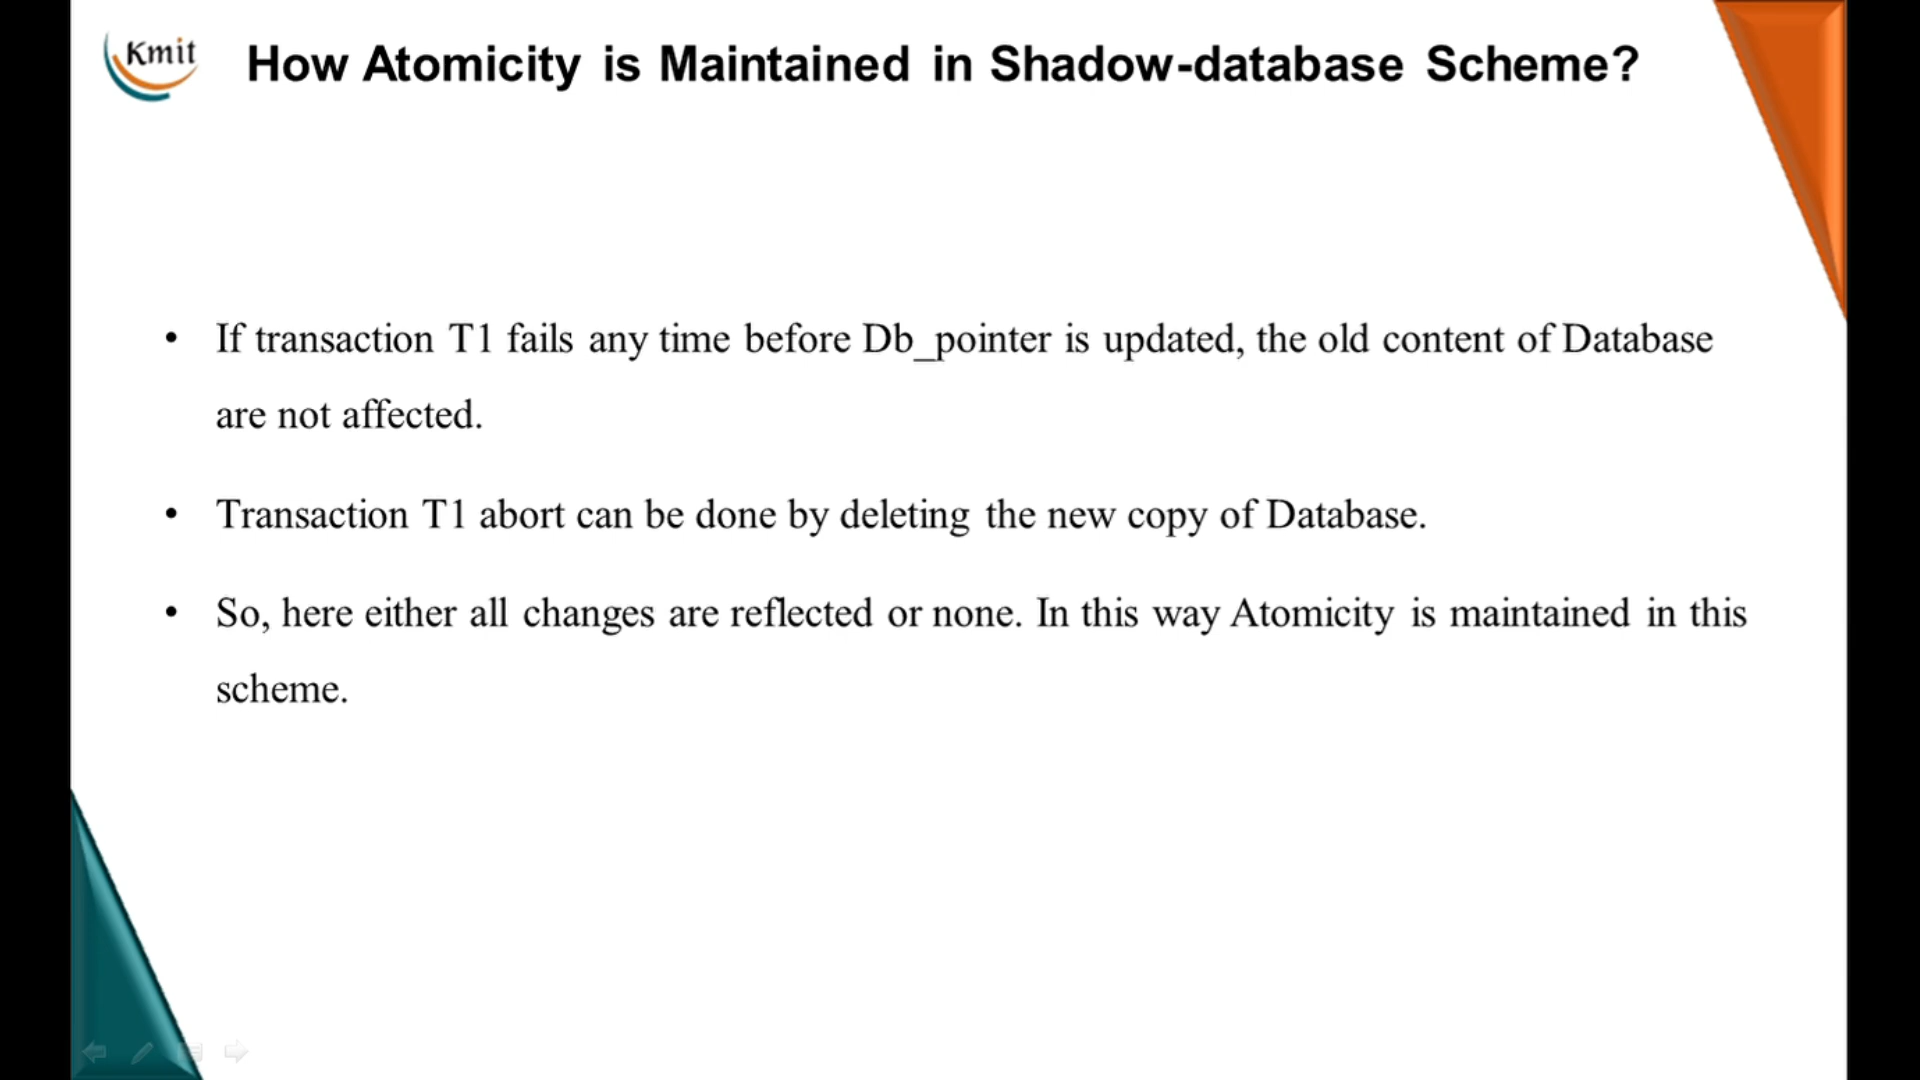 Kmit
How Atomicity is Maintained in Shadow-database Scheme?
• If transaction T1 fails any time before Db_pointer is updated, the old content of Database
are not affected.
• Transaction T1 abort can be done by deleting the new copy of Database.
• So, here either all changes are reflected or none. In this way Atomicity is maintained in this
scheme.